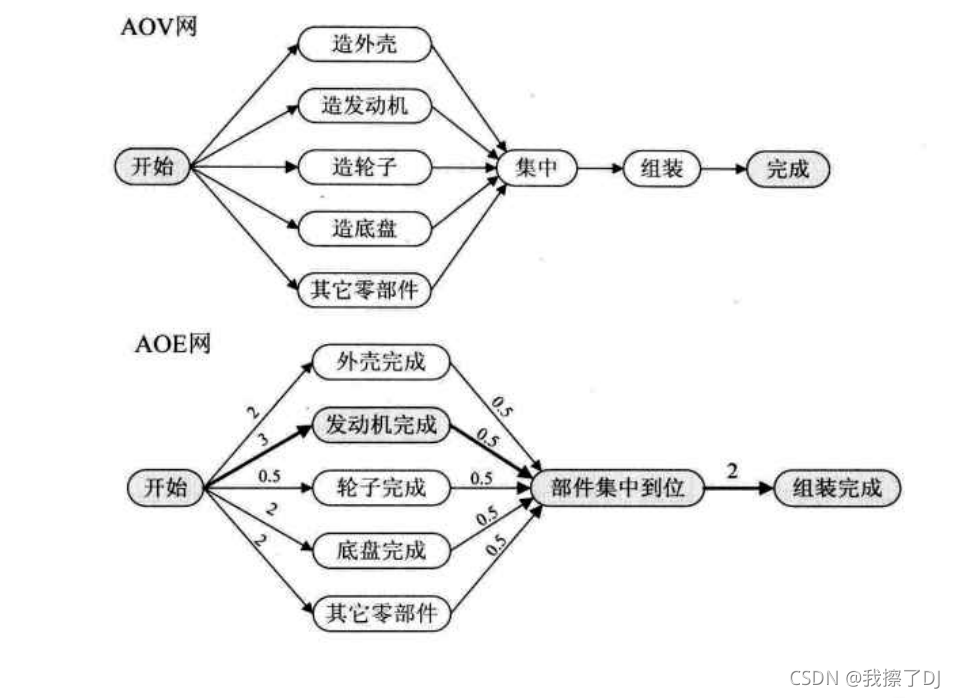 AOV网
造外壳
造发动机
开始
造轮子
集中
组装
完成
造底盘
其它零部件
AOE网
外壳完成
2
0.5
发动机完成
3
0.5
开始
0.5
轮子完成
0.5
部件集中到位
2
组装完成
2
底盘完成
0.5
2
其它零部件
0.5
CSDN @我擦了DJ